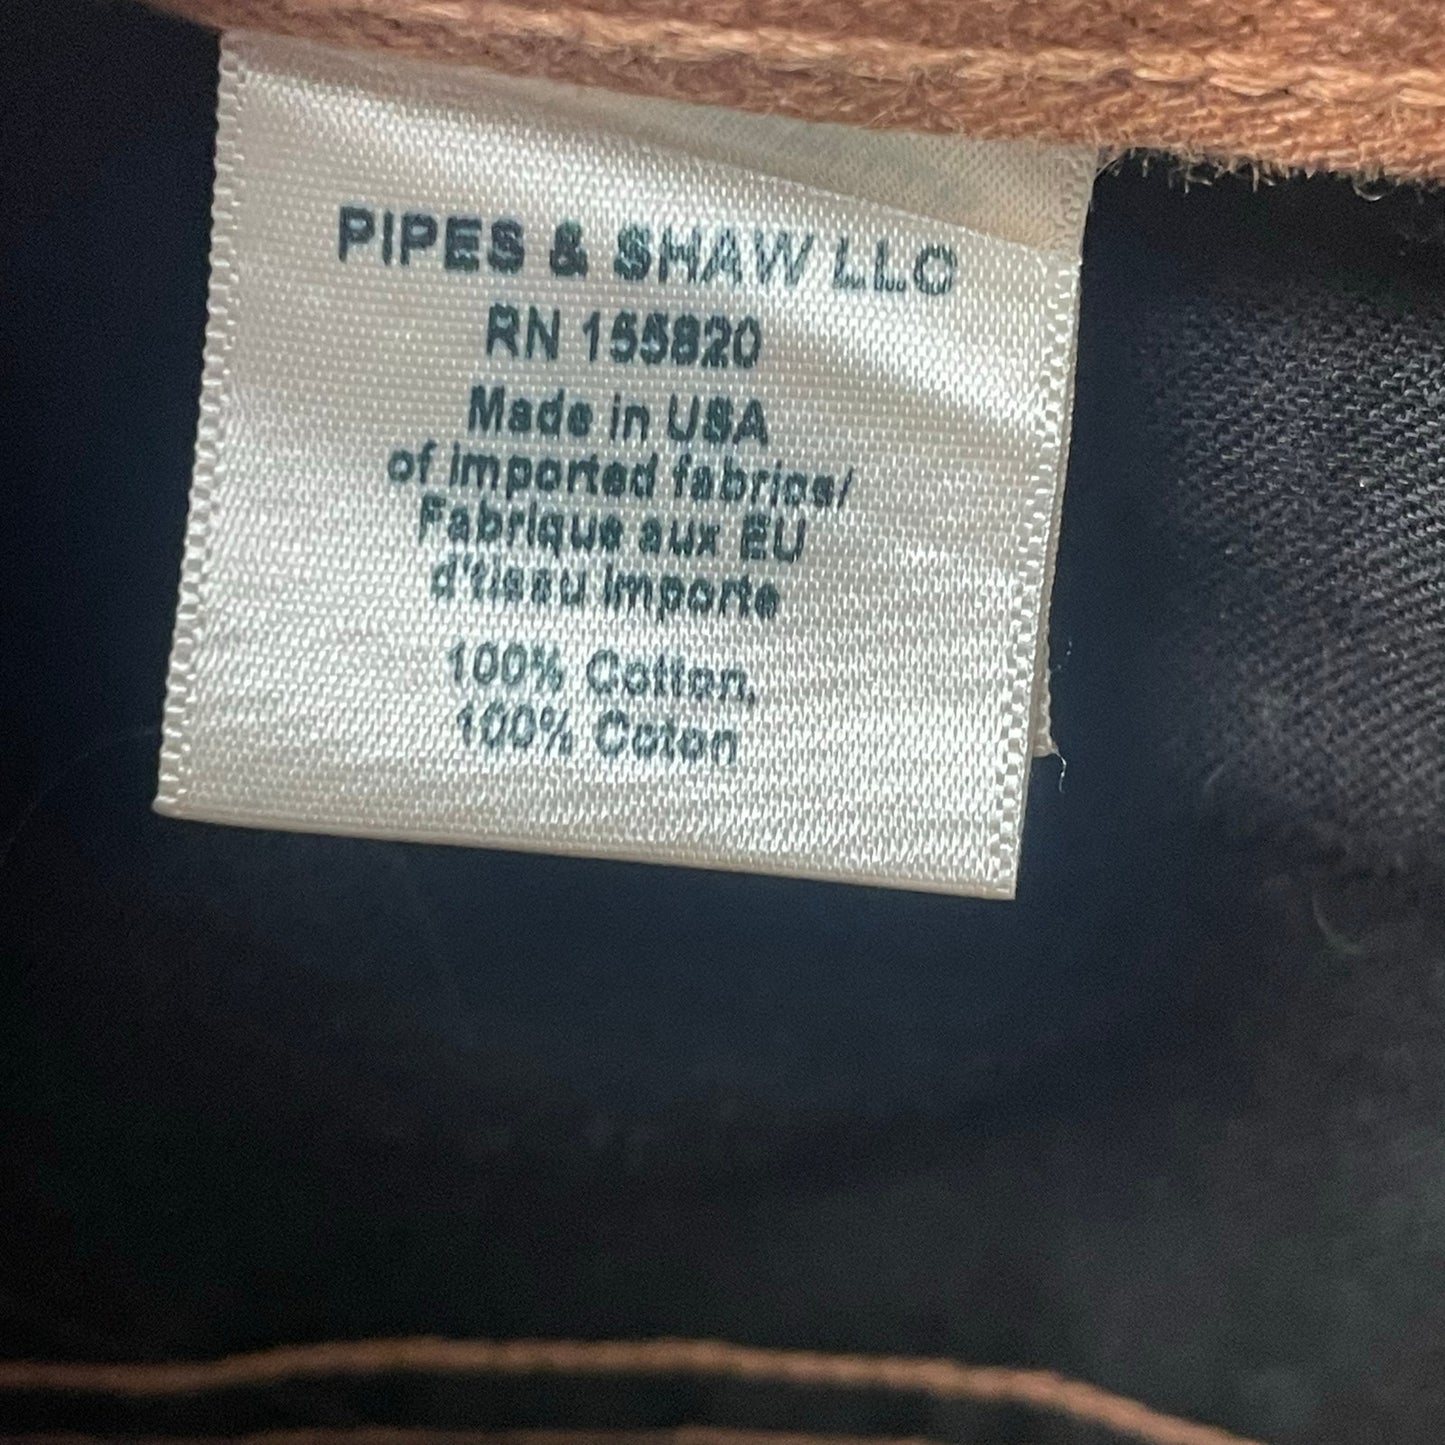 PIPES & SHAW LLC
RN 155820
Made in USA
of imported fabrics/
Fabrique aux EU
d'tissu importe
100% Cotton,
100% Coton